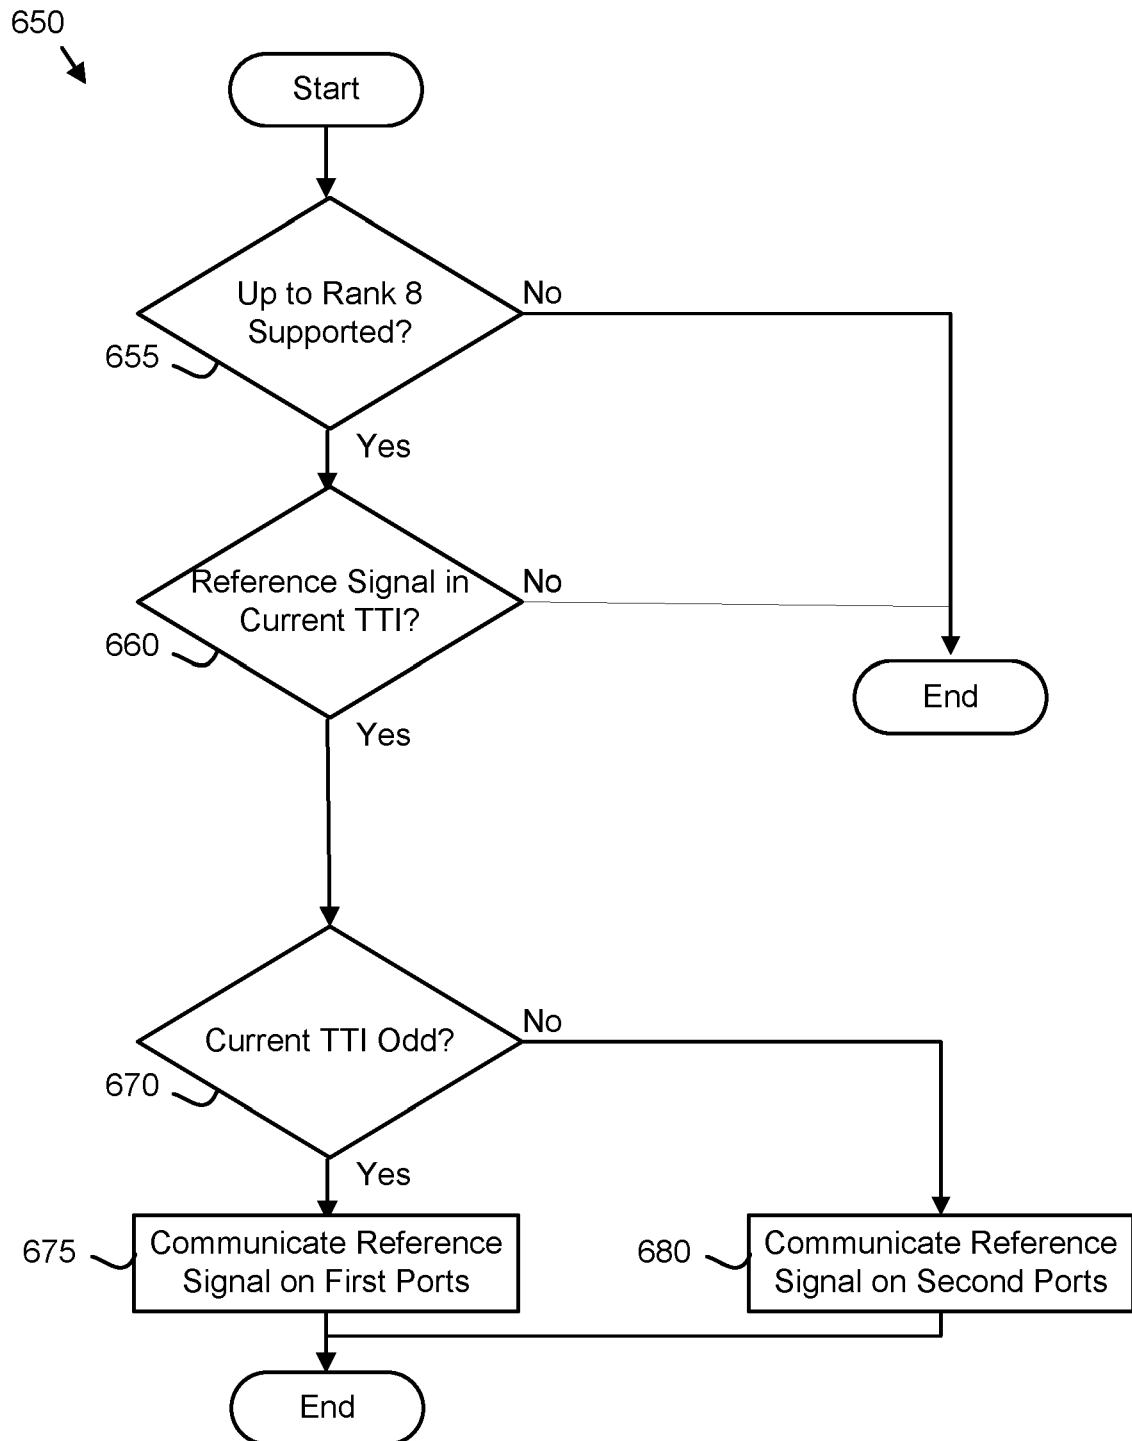 650
Start
Up to Rank 8
Supported?
No
655
Yes
Reference Signal in
Current TTI?
No
660
End
Yes
Current TTI Odd?
No
670
Yes
675
Communicate Reference
Signal on First Ports
680
Communicate Reference
Signal on Second Ports
End